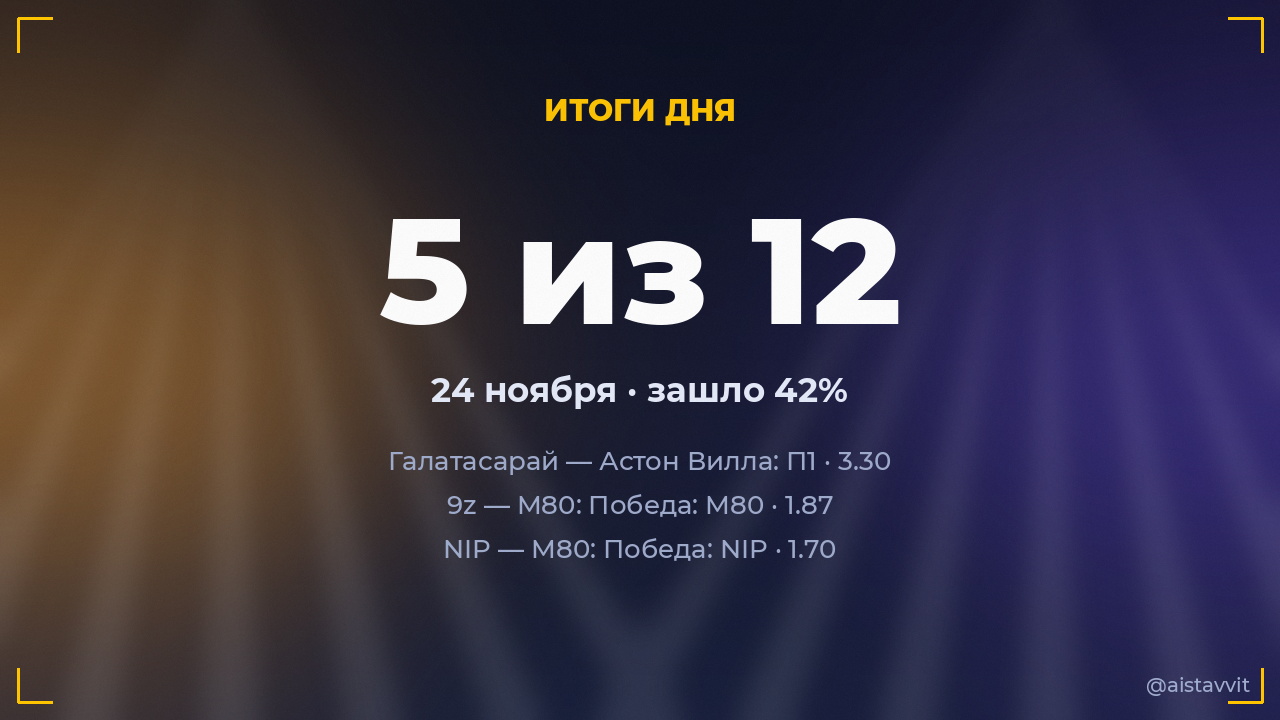 ИТОГИ ДНЯ
5 из 12
24 ноября · зашло 42%
Галатасарай — Астон Вилла: П1 · 3.30
9z — M80: Победа: M80 · 1.87
NIP — M80: Победа: NIP · 1.70
@aistavvit